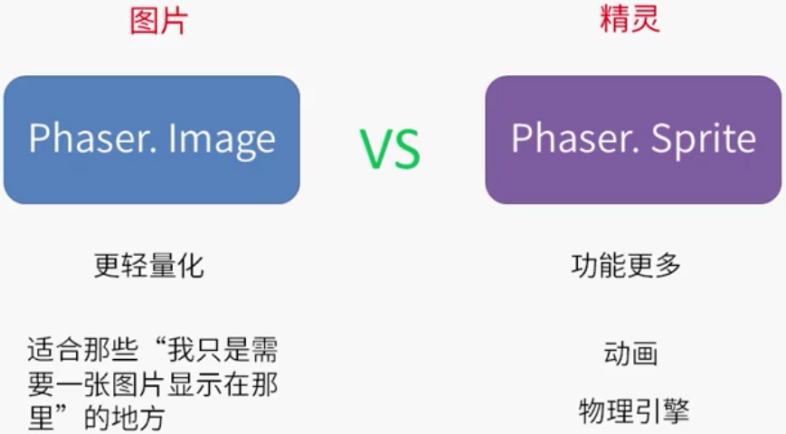 图片
精灵
Phaser. Image
VS
Phaser. Sprite
更轻量化
功能更多
适合那些“我只是需
要一张图片显示在那
里”的地方
动画
物理引擎